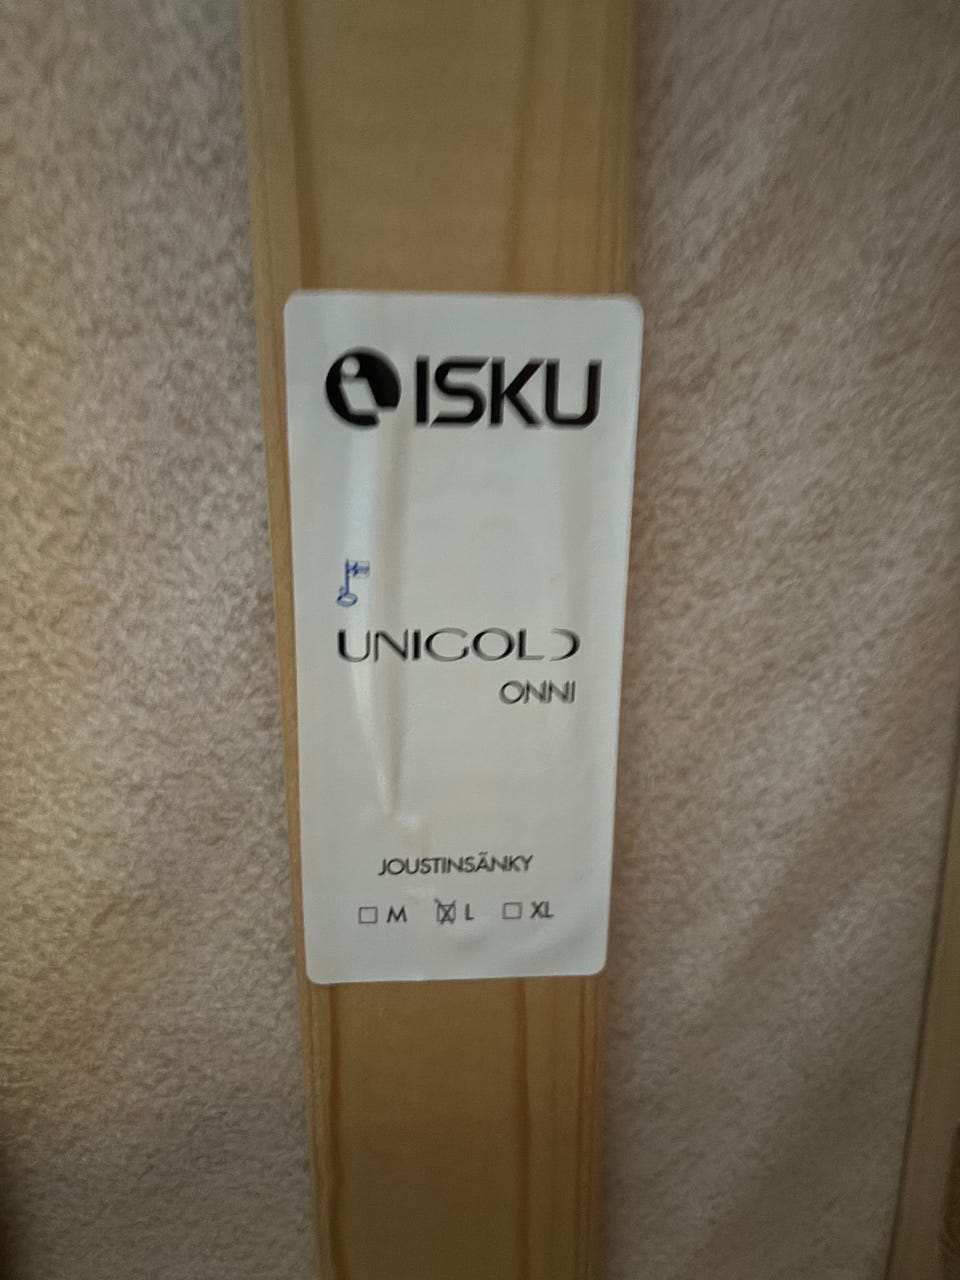 ISKU
UNIGOLD
ONNI
JOUSTINSÄNKY
☐ M ☒ L ☐ XL